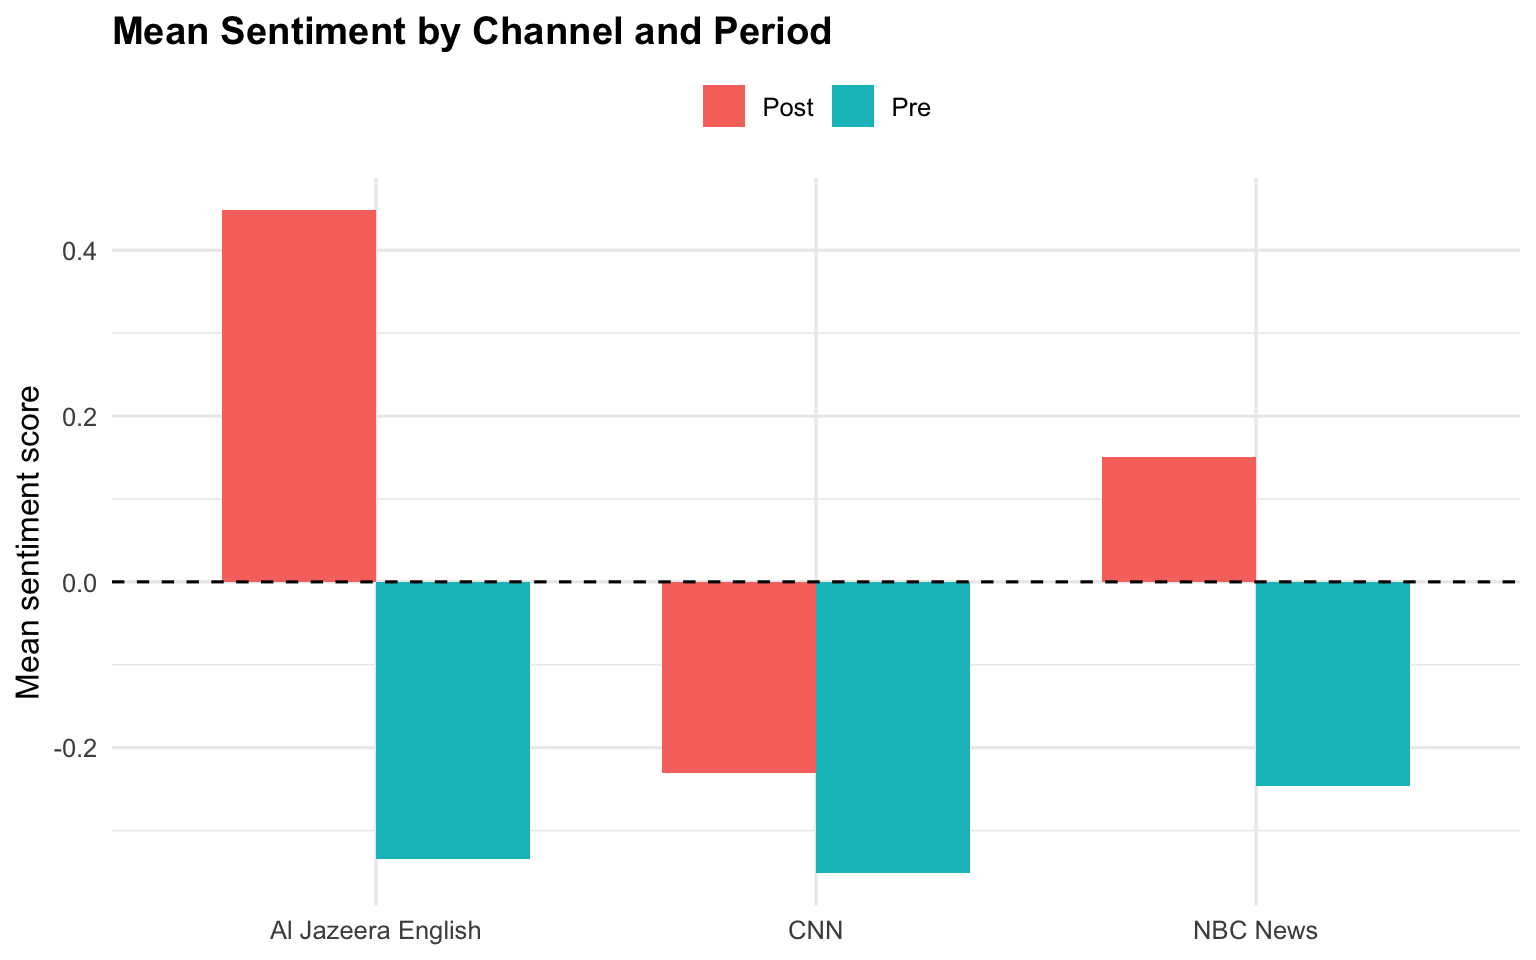 Mean Sentiment by Channel and Period
Post Pre
Mean sentiment score
0.4
0.2
0.0
-0.2
Al Jazeera English CNN NBC News